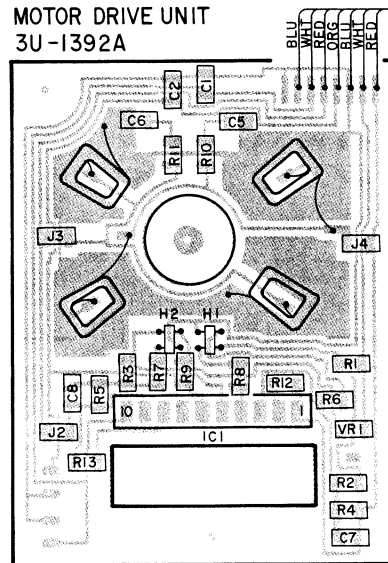 MOTOR DRIVE UNIT
3U-1392A
BLU
WHT
RED
ORG
BLU
WHT
RED
C2
C1
C6
C5
R11
R10
J3
J4
H2
H1
R3
R7
R9
R8
R12
R1
C8
R5
R6
10
1
J2
IC1
VR1
R13
R2
R4
C7